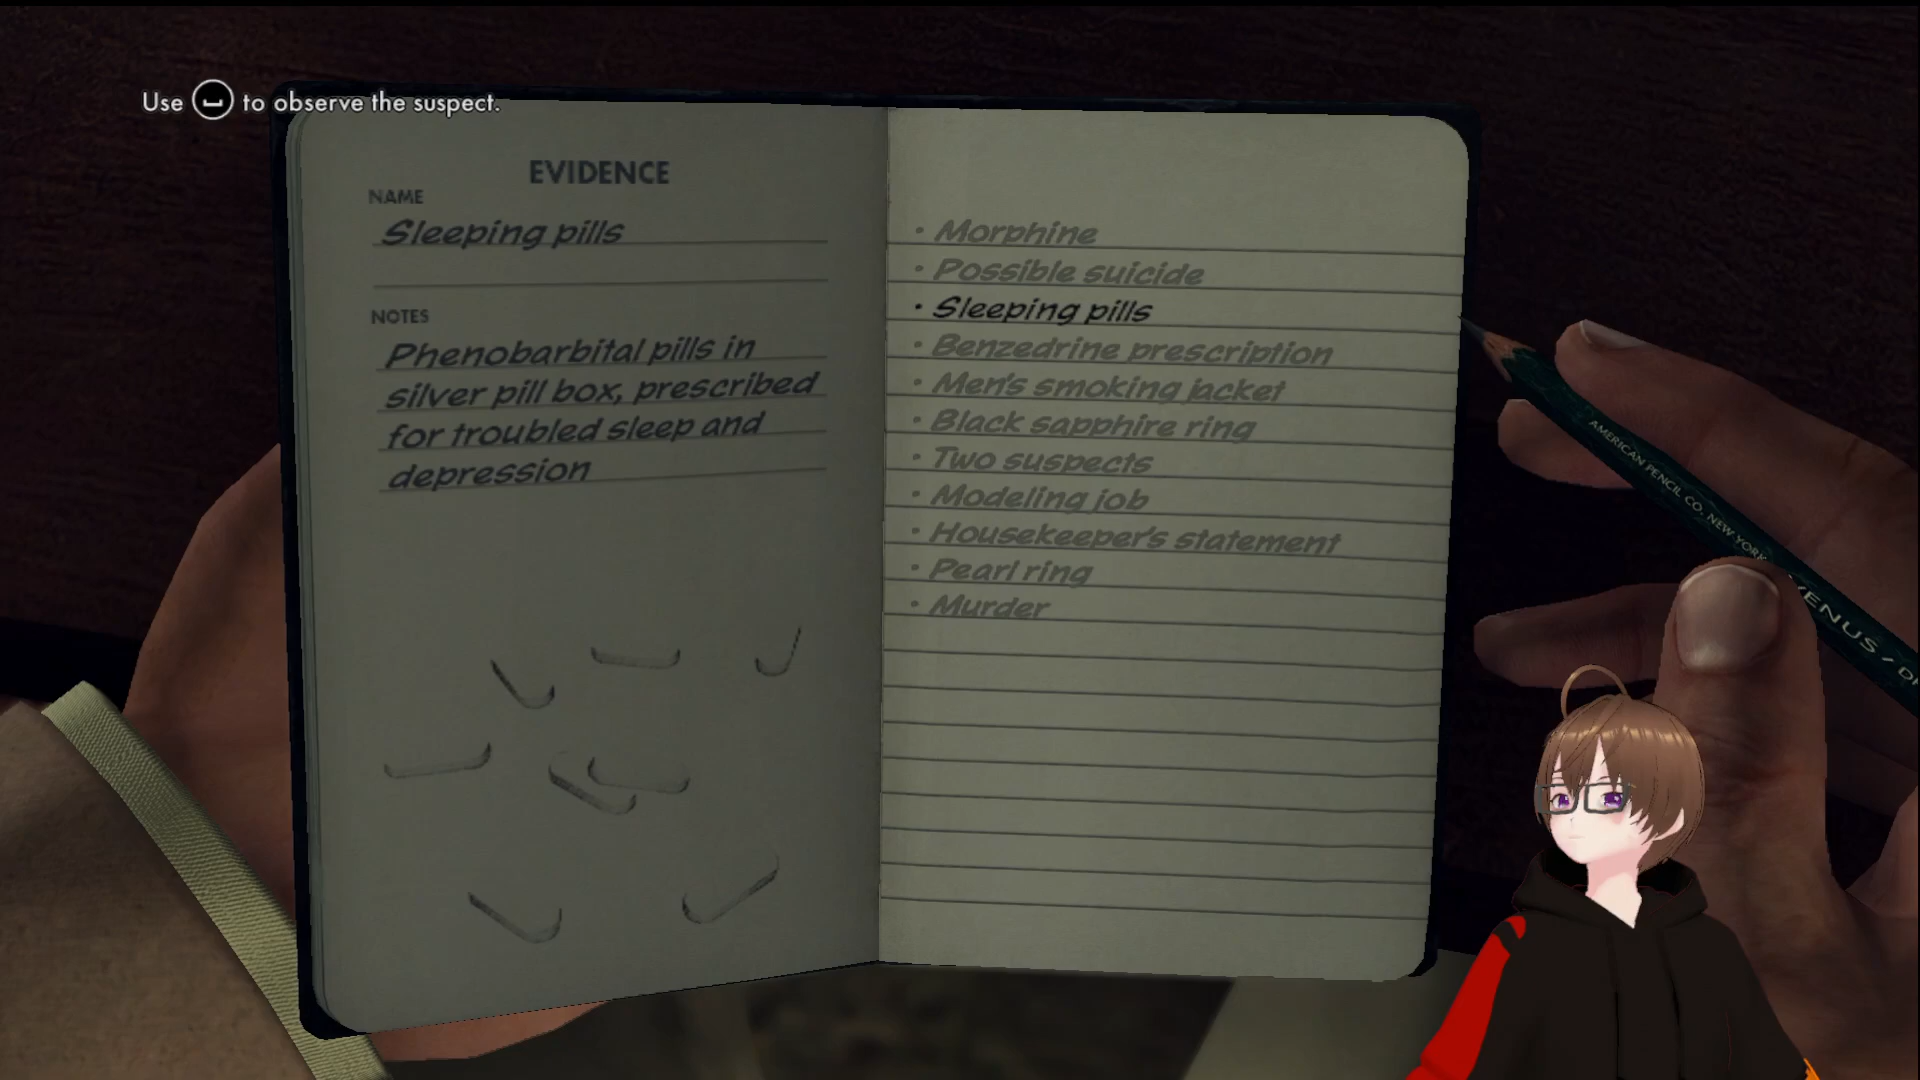 Use to observe the suspect.
EVIDENCE
NAME
Sleeping pills
NOTES
Phenobarbital pills in
silver pill box, prescribed
for troubled sleep and
depression
• Morphine
• Possible suicide
• Sleeping pills
• Benzedrine prescription
• Men's smoking jacket
• Black sapphire ring
• Two suspects
• Modeling job
• Housekeeper's statement
• Pearl ring
• Murder
AMERICAN PENCIL CO. NEW YORK
VENUS / DR